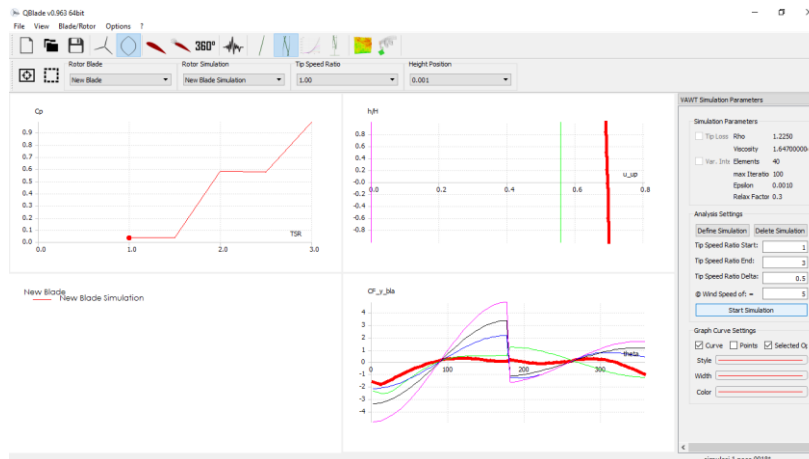 QBlade v0.963 64bit
File View Blade/Rotor Options ?
360°
Rotor Blade Rotor Simulation Tip Speed Ratio Height Position
New Blade New Blade Simulation 1.00 0.001
Cp
0.9
0.8
0.7
0.6
0.5
0.4
0.3
0.2
0.1
0.0
TSR
0.0 1.0 2.0 3.0
h/H
0.8
0.6
0.4
0.2
-0.0
0.0 0.2 0.4 0.6 0.8
u_up
-0.2
-0.4
-0.6
-0.8
New Blade
New Blade Simulation
CF_y_bla
4
3
2
1
0
theta
0 100 200 300
-1
-2
-3
-4
VAWT Simulation Parameters
Simulation Parameters
Tip Loss Rho 1.2250
Viscosity 1.64700000
Var. Inte Elements 40
max Iteratio 100
Epsilon 0.0010
Relax Factor 0.3
Analysis Settings
Define Simulation Delete Simulation
Tip Speed Ratio Start: 1
Tip Speed Ratio End: 3
Tip Speed Ratio Delta: 0.5
@ Wind Speed of: = 5
Start Simulation
Graph Curve Settings
Curve Points Selected Op
Style
Width
Color